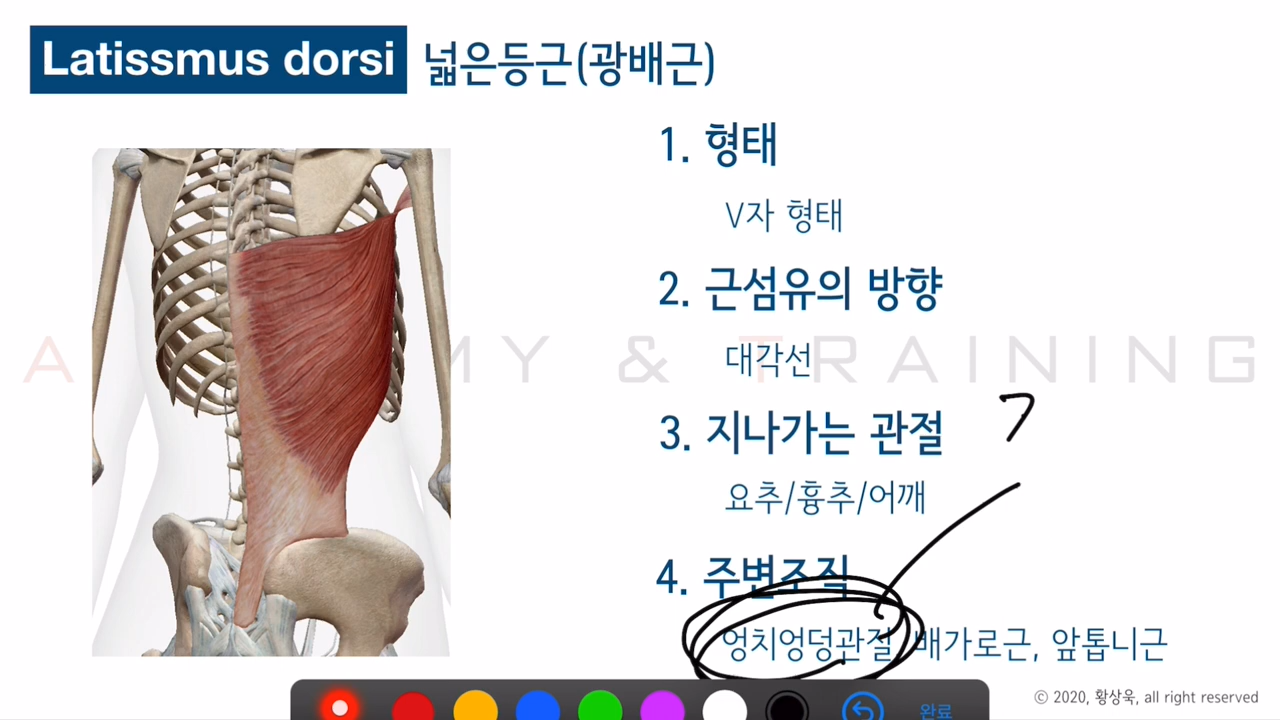 Latissmus dorsi 넓은등근(광배근)
1. 형태
V자 형태
2. 근섬유의 방향
대각선
ANATOMY & TRAINING
3. 지나가는 관절
요추/흉추/어깨
4. 주변조직
엉치엉덩관절, 배가로근, 앞톱니근
© 2020, 황상욱, all right reserved
완료